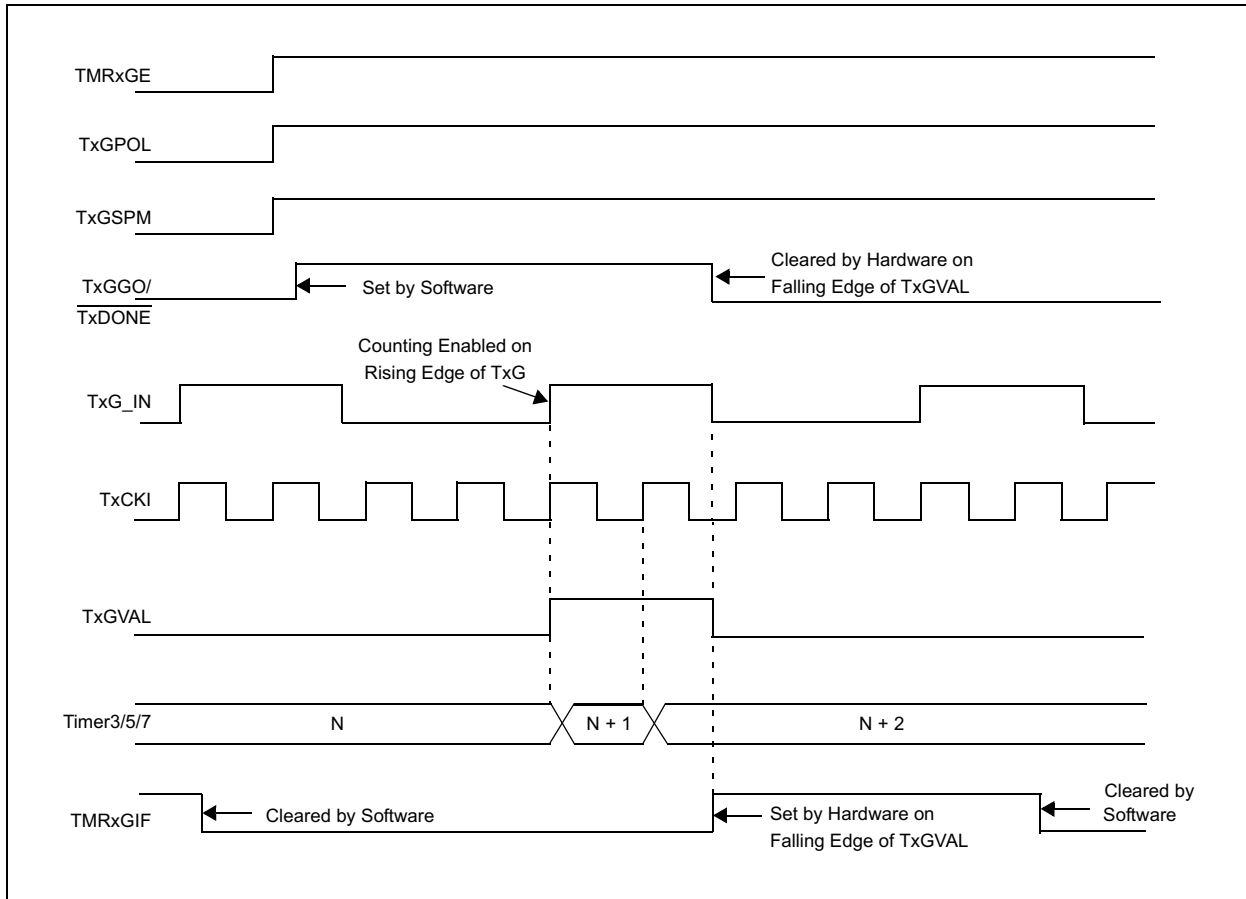 TMRxGE
TxGPOL
TxGSPM
TxGGO/
TxDONE
Set by Software
Cleared by Hardware on
Falling Edge of TxGVAL
Counting Enabled on
Rising Edge of TxG
TxG_IN
TxCKI
TxGVAL
Timer3/5/7
N
N + 1
N + 2
TMRxGIF
Cleared by Software
Set by Hardware on
Falling Edge of TxGVAL
Cleared by
Software